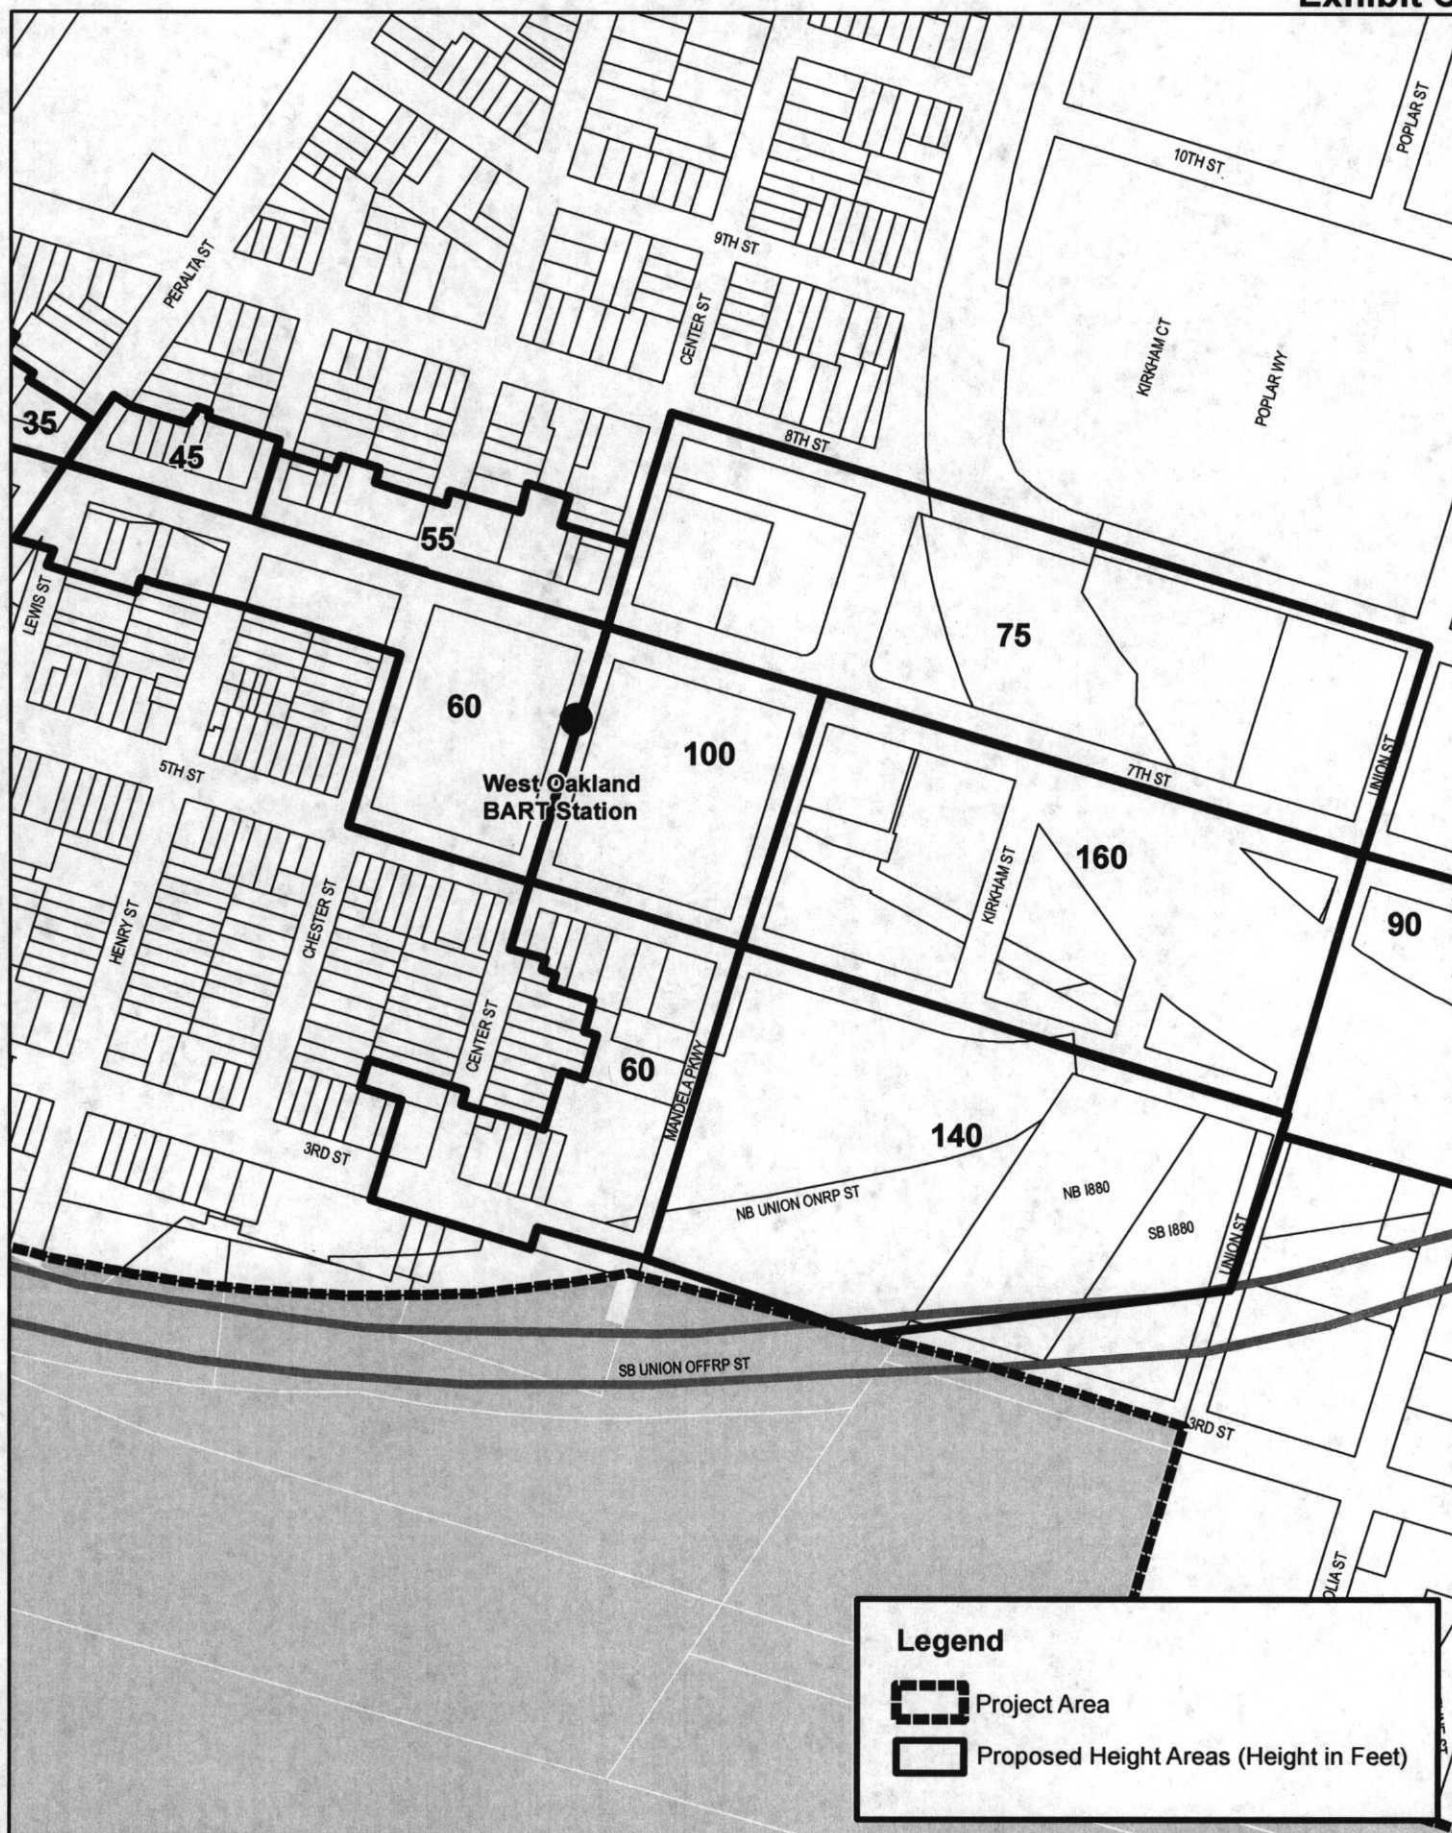 Exhibit C
POPLAR ST
10TH ST
9TH ST
PERALTA ST
CENTER ST
KIRKHAM CT
POPLAR WY
35
8TH ST
45
55
LEWIS ST
75
60
100
5TH ST
7TH ST
UNION ST
West Oakland
BART Station
160
KIRKHAM ST
90
HENRY ST
CHESTER ST
CENTER ST
60
MANDELA PKWY
140
3RD ST
NB UNION ONRP ST
NB I880
SB I880
UNION ST
SB UNION OFFRP ST
3RD ST
OLIA ST
Legend
Project Area
Proposed Height Areas (Height in Feet)